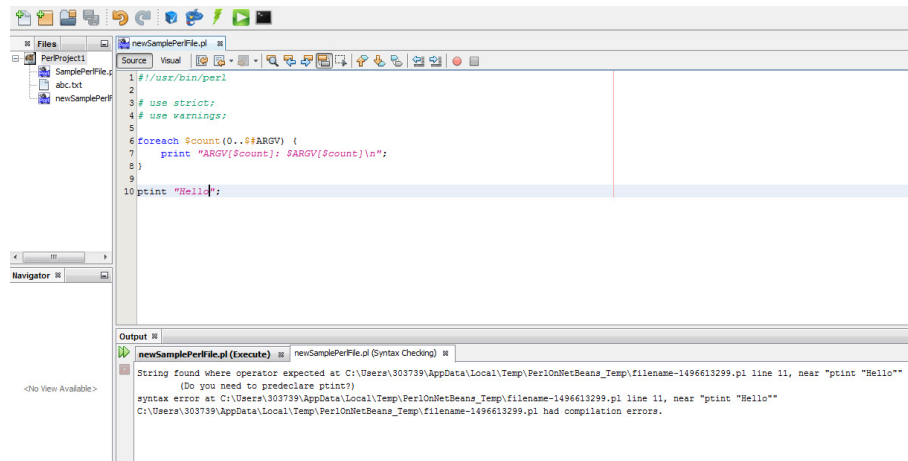 Files
newSamplePerlFile.pl
PerlProject1
SamplePerlFile.p
abc.txt
newSamplePerlF
Source Visual
1 #!/usr/bin/perl
2
3 # use strict;
4 # use warnings;
5
6 foreach $count(0..$#ARGV) {
7 print "ARGV[$count]: $ARGV[$count]\n";
8 }
9
10 ptint "Hello";
Navigator
<No View Available>
Output
newSamplePerlFile.pl (Execute) newSamplePerlFile.pl (Syntax Checking)
String found where operator expected at C:\Users\303739\AppData\Local\Temp\PerlOnNetBeans_Temp\filename-1496613299.pl line 11, near "ptint "Hello""
(Do you need to predeclare ptint?)
syntax error at C:\Users\303739\AppData\Local\Temp\PerlOnNetBeans_Temp\filename-1496613299.pl line 11, near "ptint "Hello""
C:\Users\303739\AppData\Local\Temp\PerlOnNetBeans_Temp\filename-1496613299.pl had compilation errors.